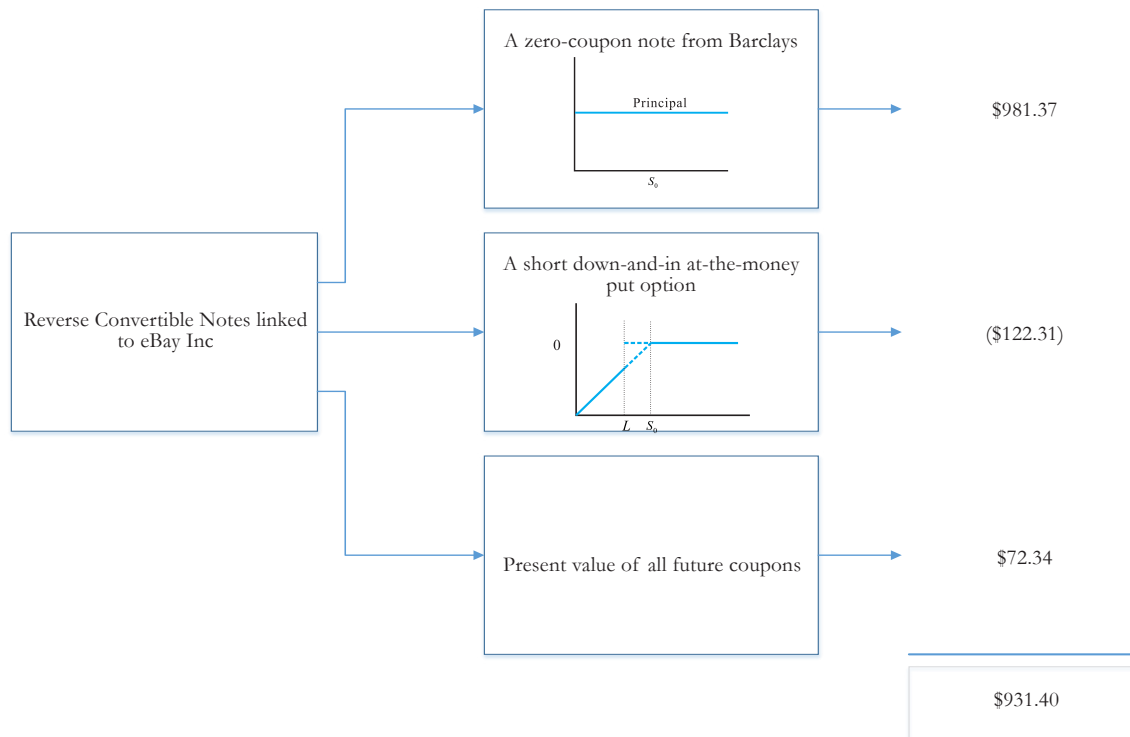 A zero-coupon note from Barclays
Principal
S₀
$981.37
Reverse Convertible Notes linked
to eBay Inc
A short down-and-in at-the-money
put option
0
L S₀
($122.31)
Present value of all future coupons
$72.34
$931.40